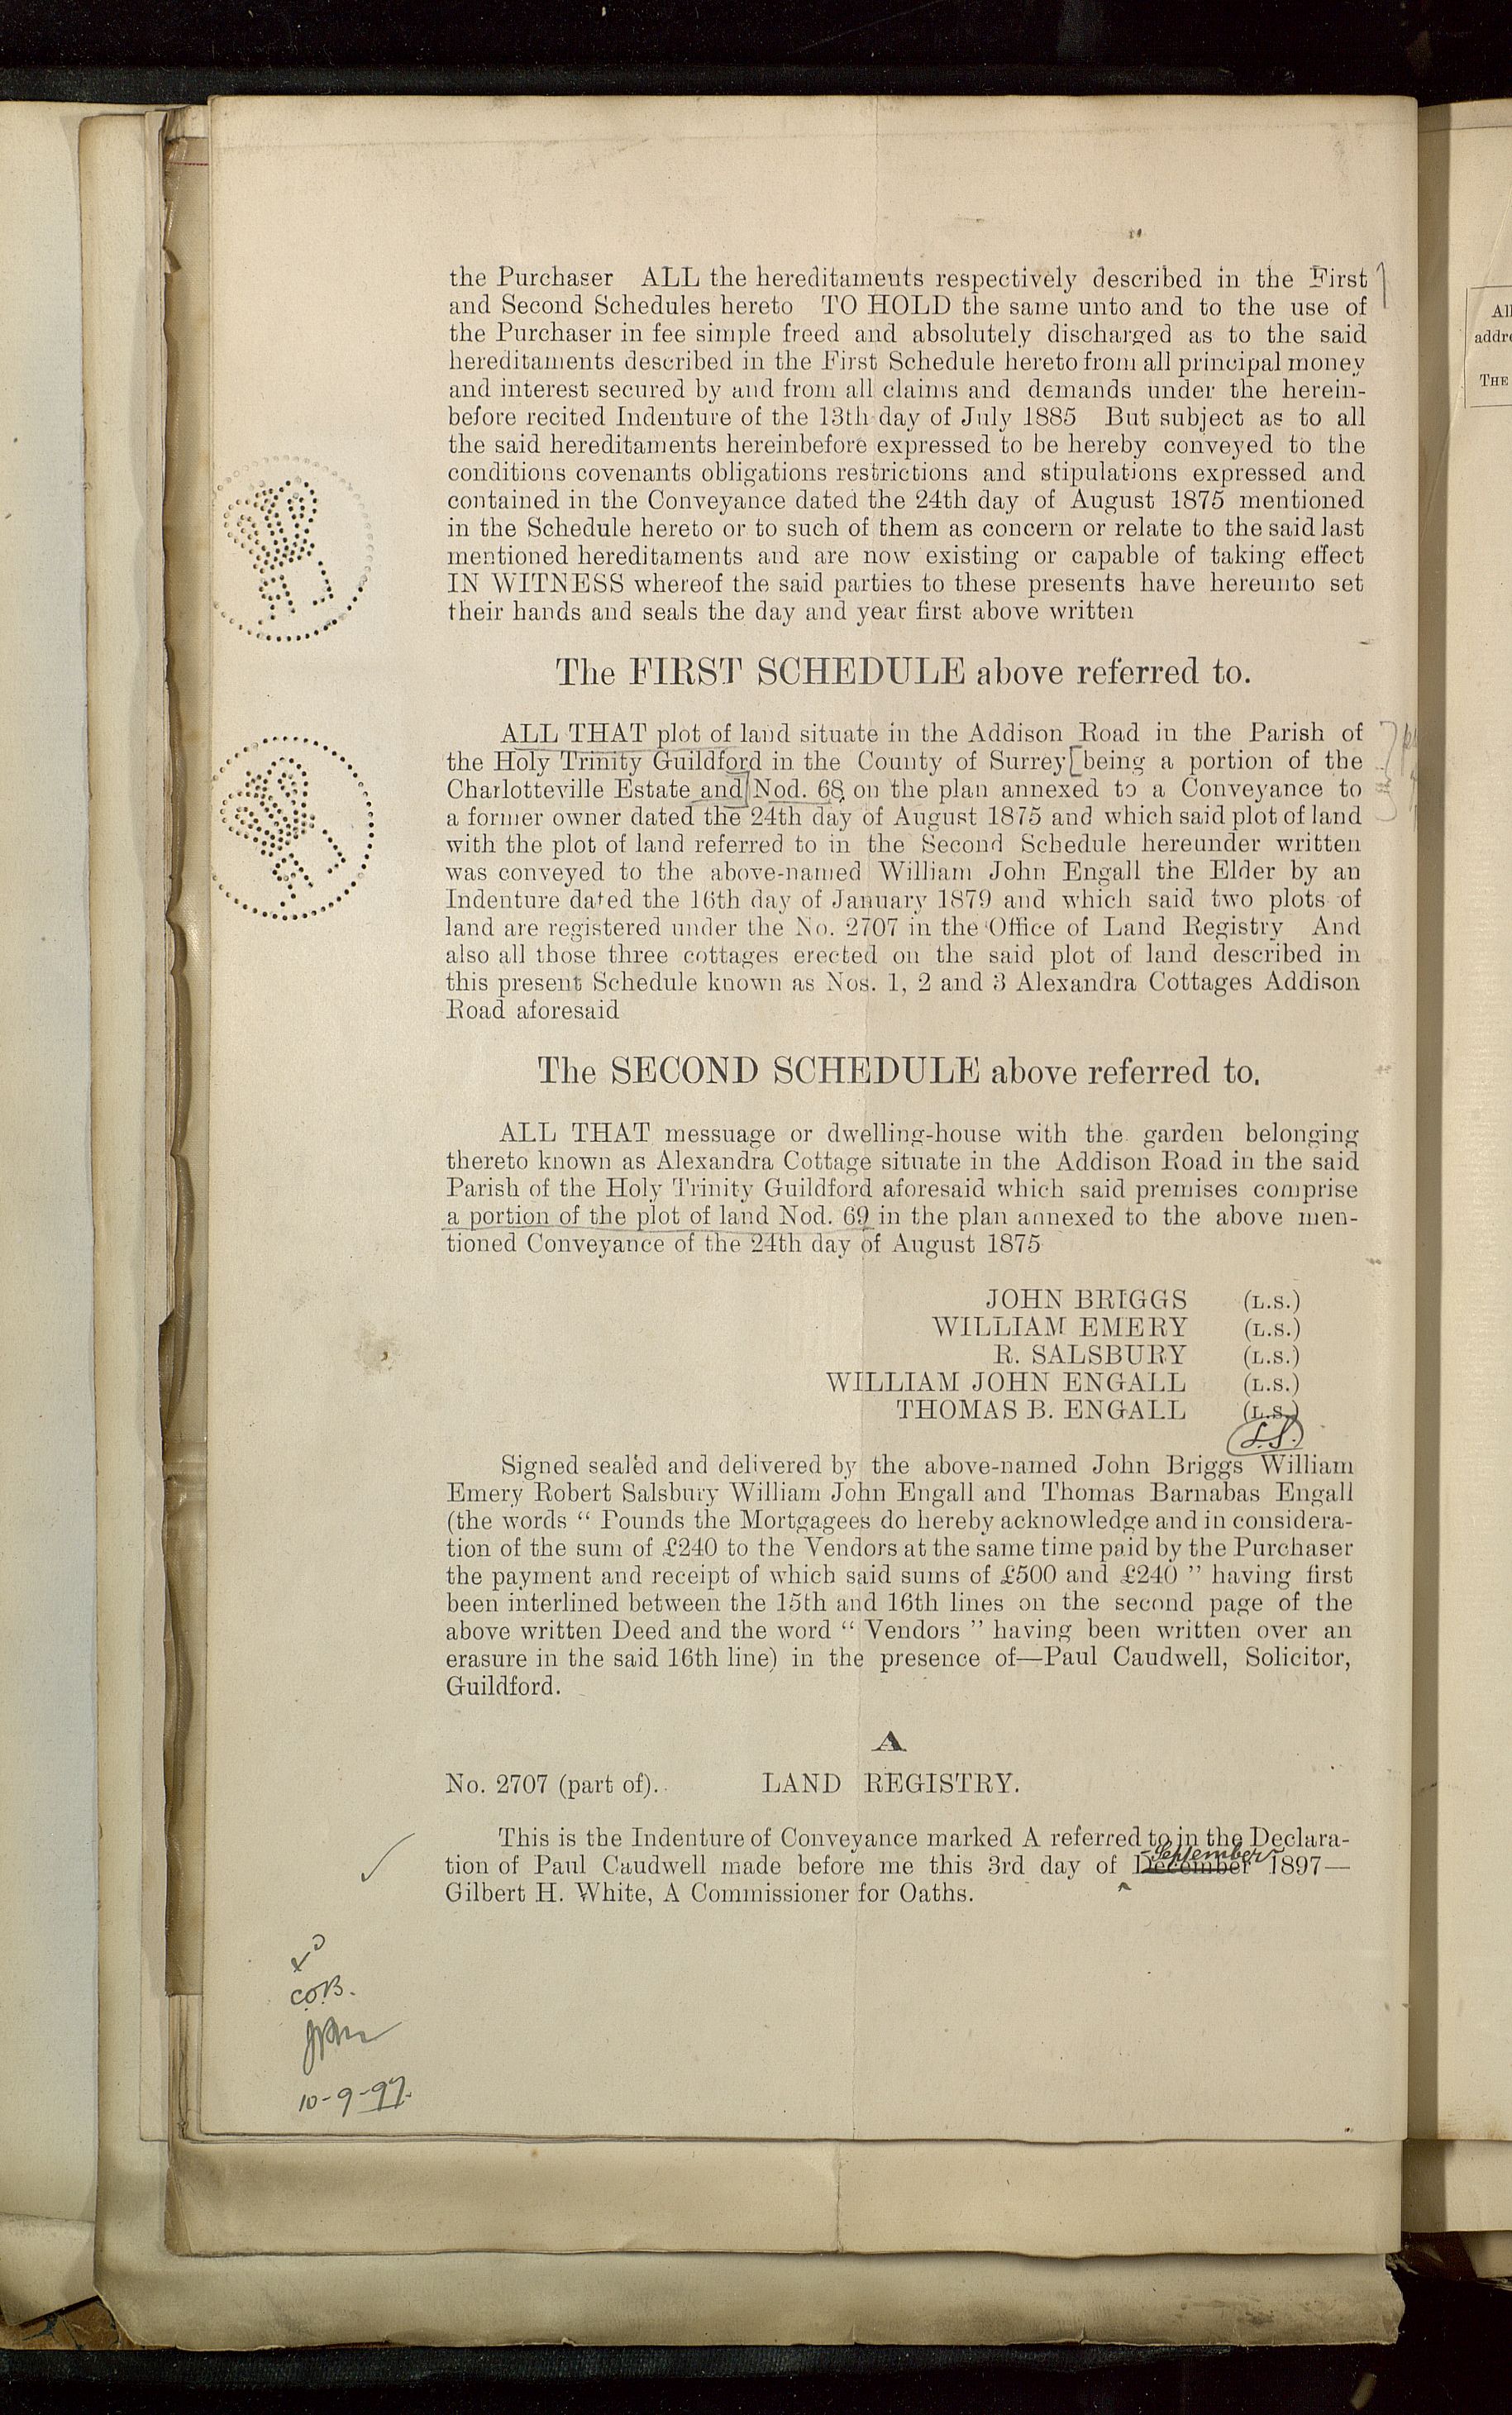 the Purchaser ALL the hereditaments respectively described in the First
and Second Schedules hereto TO HOLD the same unto and to the use of
the Purchaser in fee simple freed and absolutely discharged as to the said
hereditaments described in the First Schedule hereto from all principal money
and interest secured by and from all claims and demands under the herein-
before recited Indenture of the 13th day of July 1885 But subject as to all
the said hereditaments hereinbefore expressed to be hereby conveyed to the
conditions covenants obligations restrictions and stipulations expressed and
contained in the Conveyance dated the 24th day of August 1875 mentioned
in the Schedule hereto or to such of them as concern or relate to the said last
mentioned hereditaments and are now existing or capable of taking effect
IN WITNESS whereof the said parties to these presents have hereunto set
their hands and seals the day and year first above written
The FIRST SCHEDULE above referred to.
ALL THAT plot of land situate in the Addison Road in the Parish of
the Holy Trinity Guildford in the County of Surrey [being a portion of the
Charlotteville Estate and] Nod. 68 on the plan annexed to a Conveyance to
a former owner dated the 24th day of August 1875 and which said plot of land
with the plot of land referred to in the Second Schedule hereunder written
was conveyed to the above-named William John Engall the Elder by an
Indenture dated the 16th day of January 1879 and which said two plots of
land are registered under the No. 2707 in the Office of Land Registry And
also all those three cottages erected on the said plot of land described in
this present Schedule known as Nos. 1, 2 and 3 Alexandra Cottages Addison
Road aforesaid
The SECOND SCHEDULE above referred to.
ALL THAT messuage or dwelling-house with the garden belonging
thereto known as Alexandra Cottage situate in the Addison Road in the said
Parish of the Holy Trinity Guildford aforesaid which said premises comprise
a portion of the plot of land Nod. 69 in the plan annexed to the above men-
tioned Conveyance of the 24th day of August 1875
JOHN BRIGGS (L.S.)
WILLIAM EMERY (L.S.)
R. SALSBURY (L.S.)
WILLIAM JOHN ENGALL (L.S.)
THOMAS B. ENGALL (L.S.)
(L.S.)
Signed sealed and delivered by the above-named John Briggs William
Emery Robert Salsbury William John Engall and Thomas Barnabas Engall
(the words “ Pounds the Mortgagees do hereby acknowledge and in considera-
tion of the sum of £240 to the Vendors at the same time paid by the Purchaser
the payment and receipt of which said sums of £500 and £240 ” having first
been interlined between the 15th and 16th lines on the second page of the
above written Deed and the word “ Vendors ” having been written over an
erasure in the said 16th line) in the presence of—Paul Caudwell, Solicitor,
Guildford.
A
No. 2707 (part of). LAND REGISTRY.
This is the Indenture of Conveyance marked A referred to in the Declara-
September
tion of Paul Caudwell made before me this 3rd day of December 1897—
Gilbert H. White, A Commissioner for Oaths.
C.O.B.
10-9-97.
All
addre
THE